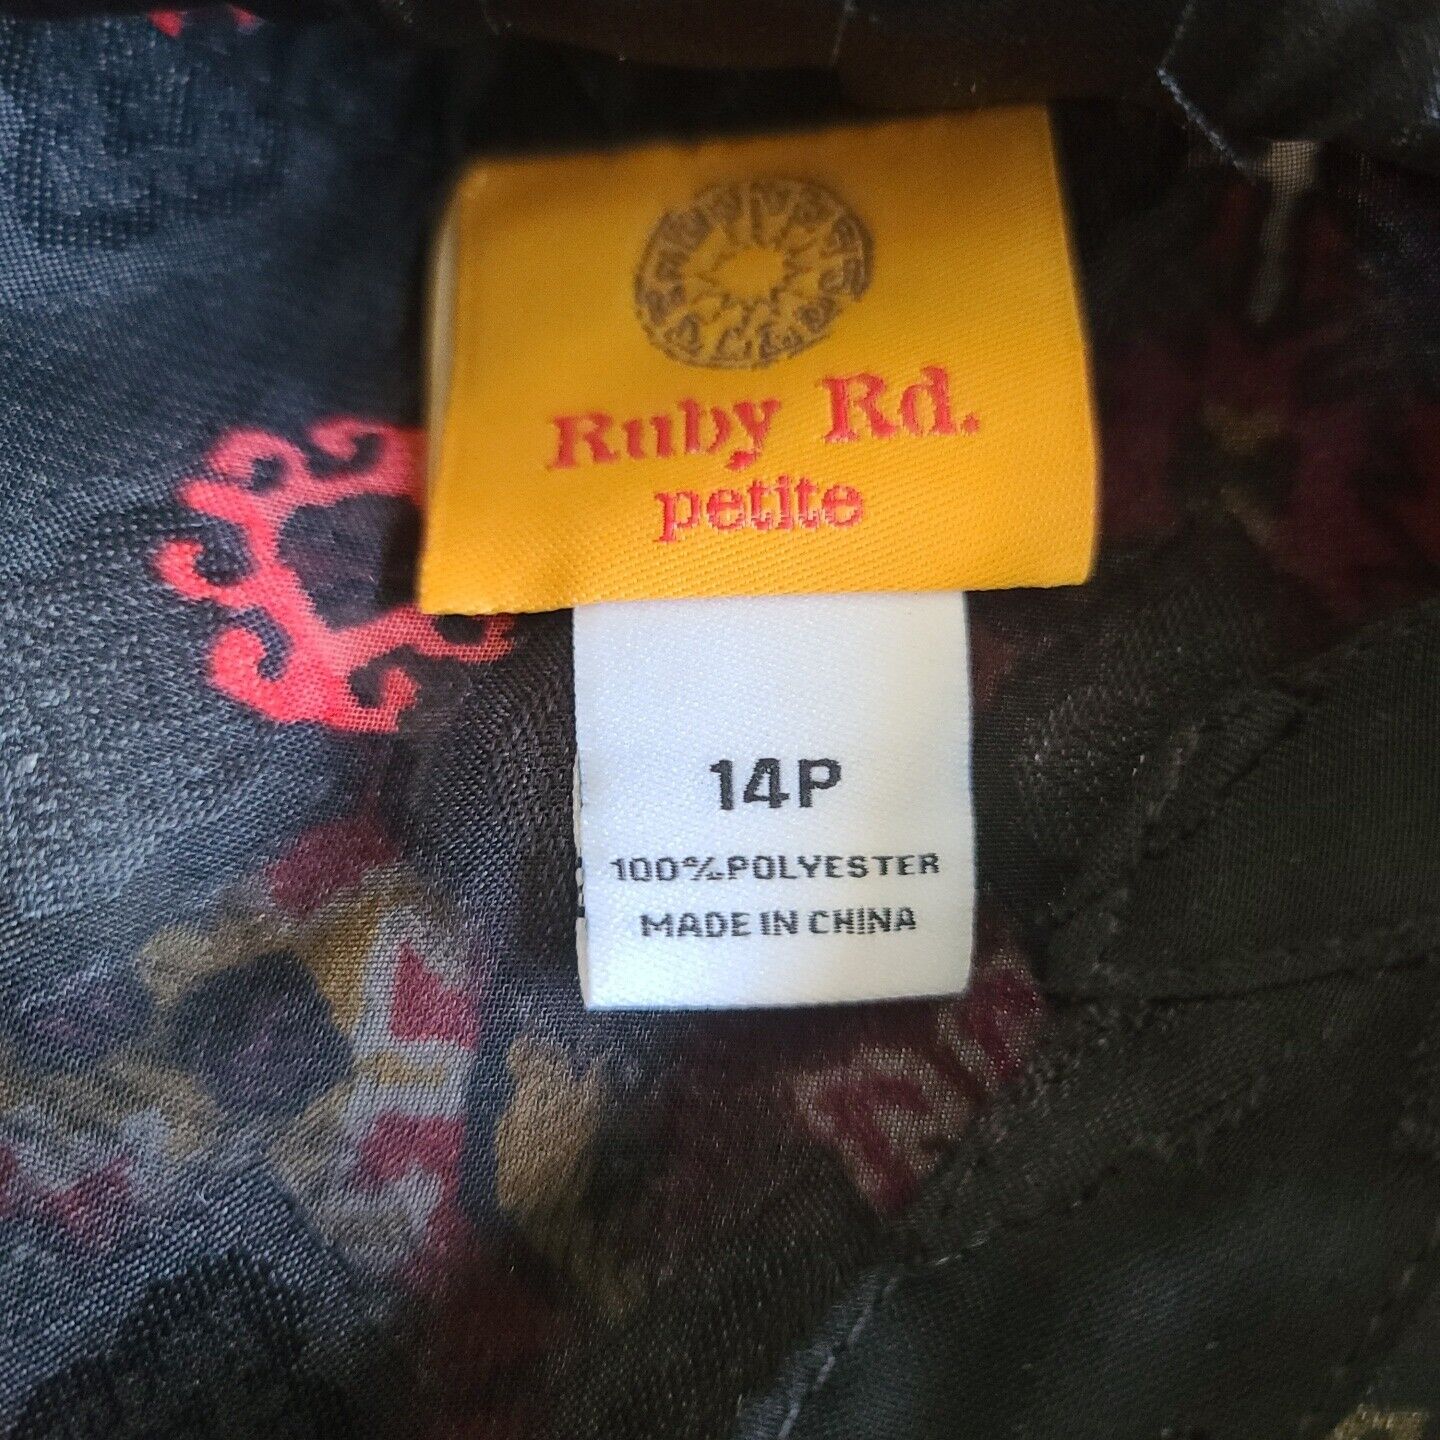 Ruby Rd.
petite
14P
100%POLYESTER
MADE IN CHINA